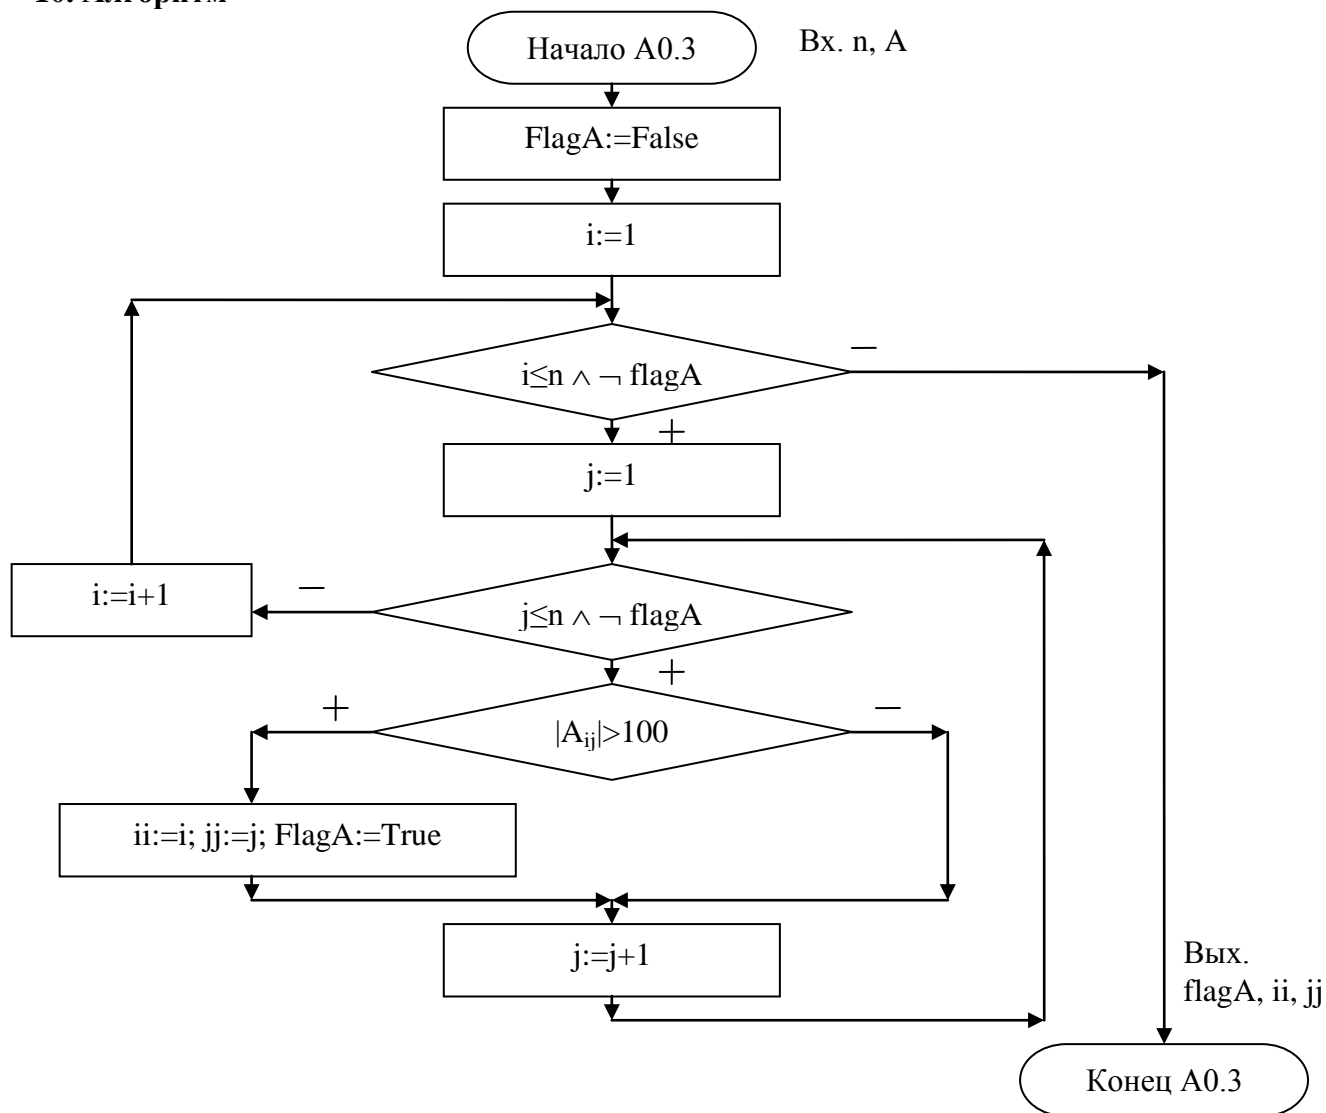 Начало А0.3
Вх. n, A
FlagA:=False
i:=1
i≤n ∧ ¬ flagA
–
+
j:=1
i:=i+1
–
j≤n ∧ ¬ flagA
+
+
|Aij|>100
–
ii:=i; jj:=j; FlagA:=True
j:=j+1
Вых.
flagA, ii, jj
Конец А0.3